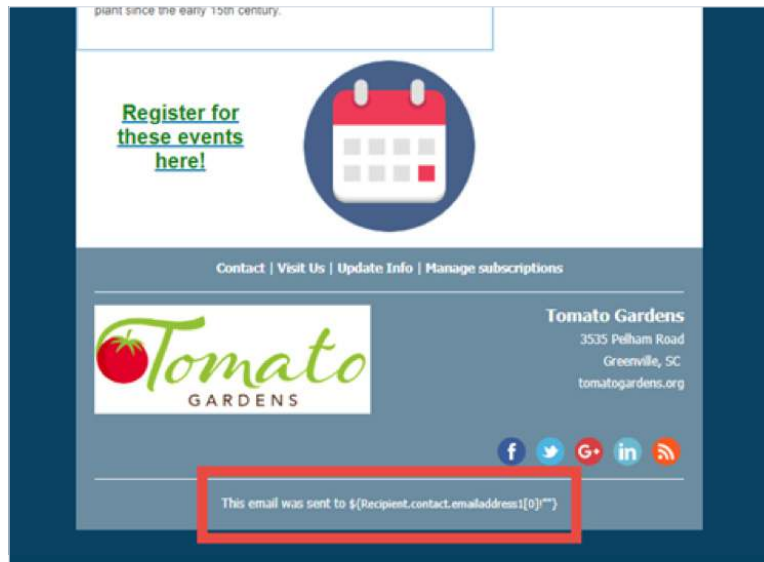 plant since the early 15th century.
Register for
these events
here!
Contact | Visit Us | Update Info | Manage subscriptions
Tomato
GARDENS
Tomato Gardens
3535 Pelham Road
Greenville, SC
tomatogardens.org
f G+ in
This email was sent to ${Recipient.contact.emailaddress1[0]!""}